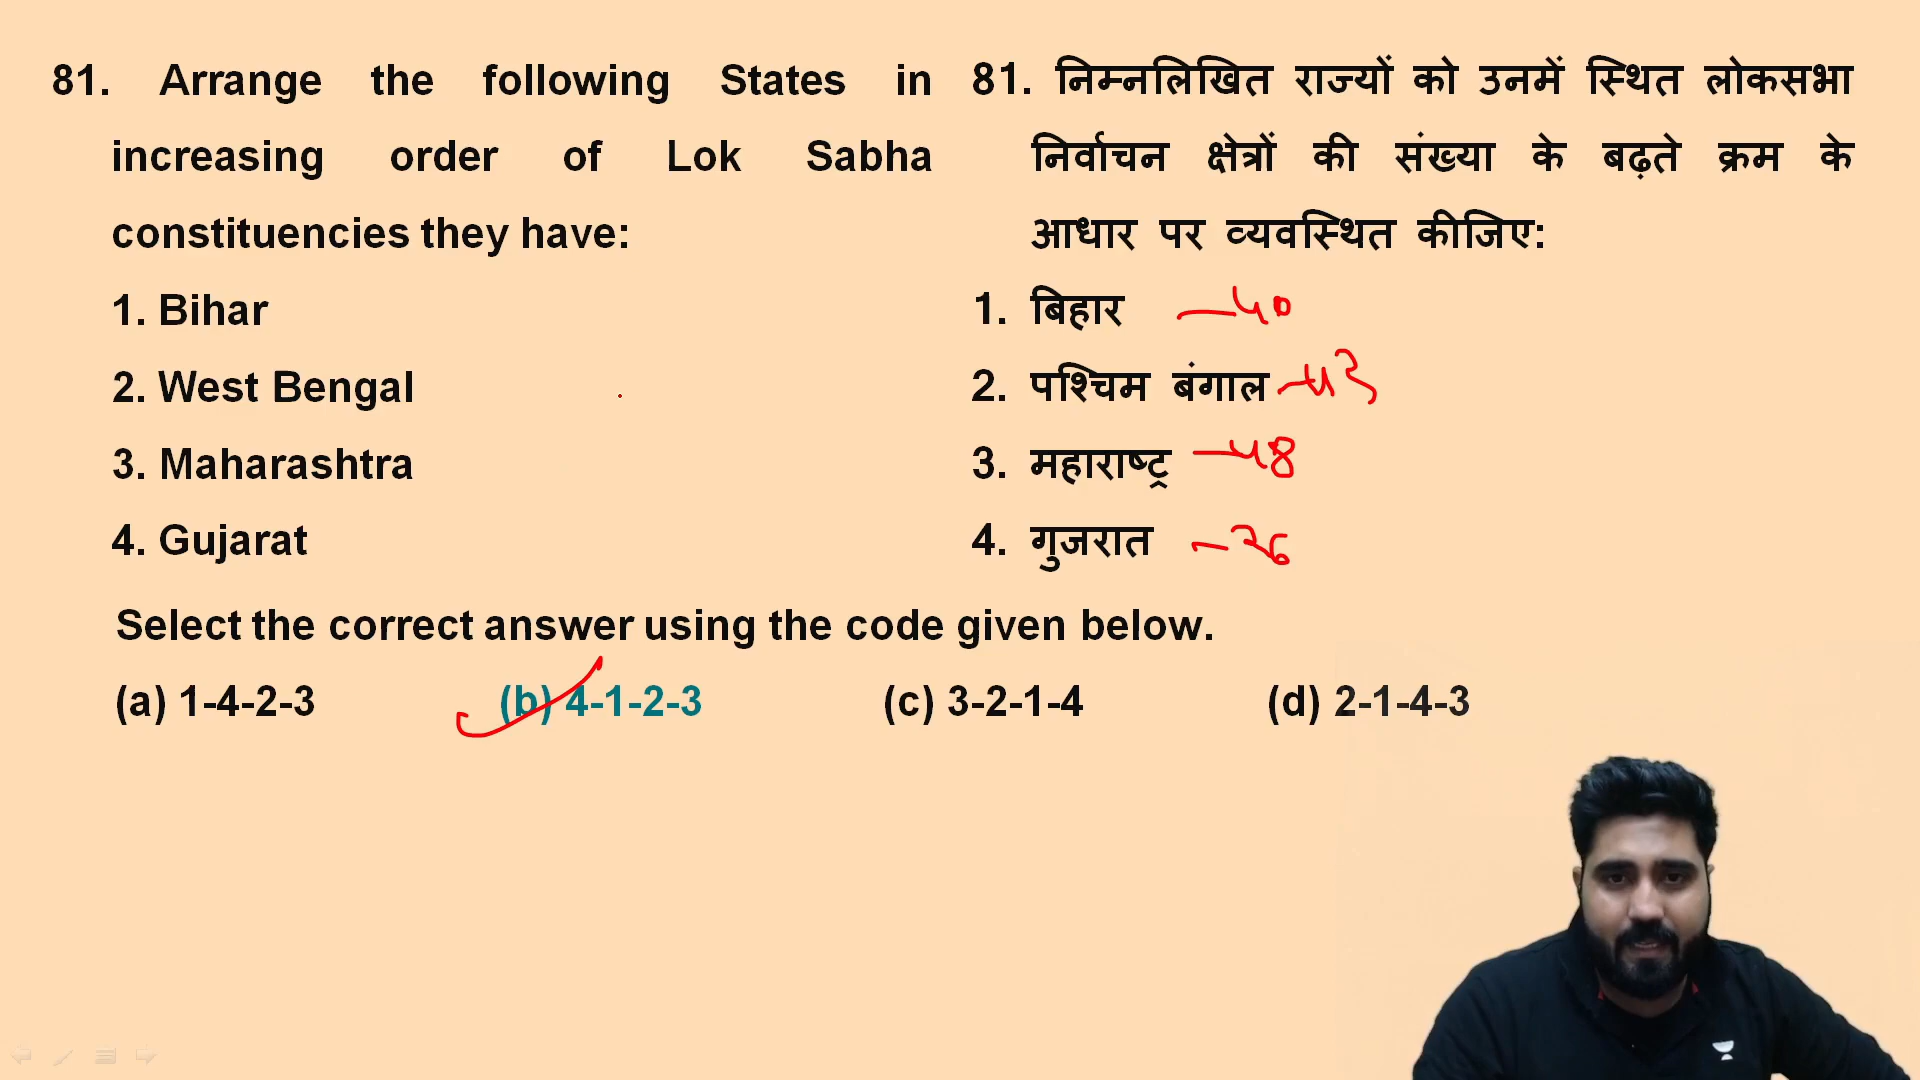 81. Arrange the following States in
increasing order of Lok Sabha
constituencies they have:
1. Bihar
2. West Bengal
3. Maharashtra
4. Gujarat
81. निम्नलिखित राज्यों को उनमें स्थित लोकसभा
निर्वाचन क्षेत्रों की संख्या के बढ़ते क्रम के
आधार पर व्यवस्थित कीजिए:
1. बिहार —40
2. पश्चिम बंगाल —42
3. महाराष्ट्र —48
4. गुजरात —26
Select the correct answer using the code given below.
(a) 1-4-2-3 (b) 4-1-2-3 (c) 3-2-1-4 (d) 2-1-4-3